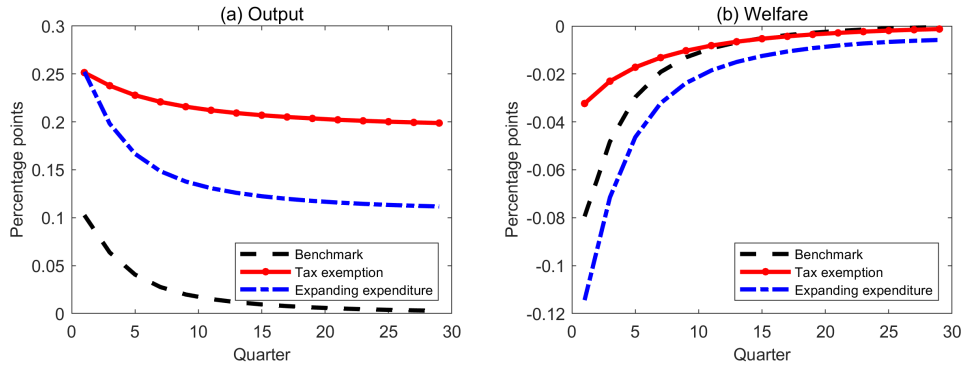 (a) Output
0.3
0.25
0.2
0.15
0.1
0.05
0
Percentage points
Benchmark
Tax exemption
Expanding expenditure
0 5 10 15 20 25 30
Quarter
(b) Welfare
0
-0.02
-0.04
-0.06
-0.08
-0.1
-0.12
Percentage points
Benchmark
Tax exemption
Expanding expenditure
0 5 10 15 20 25 30
Quarter